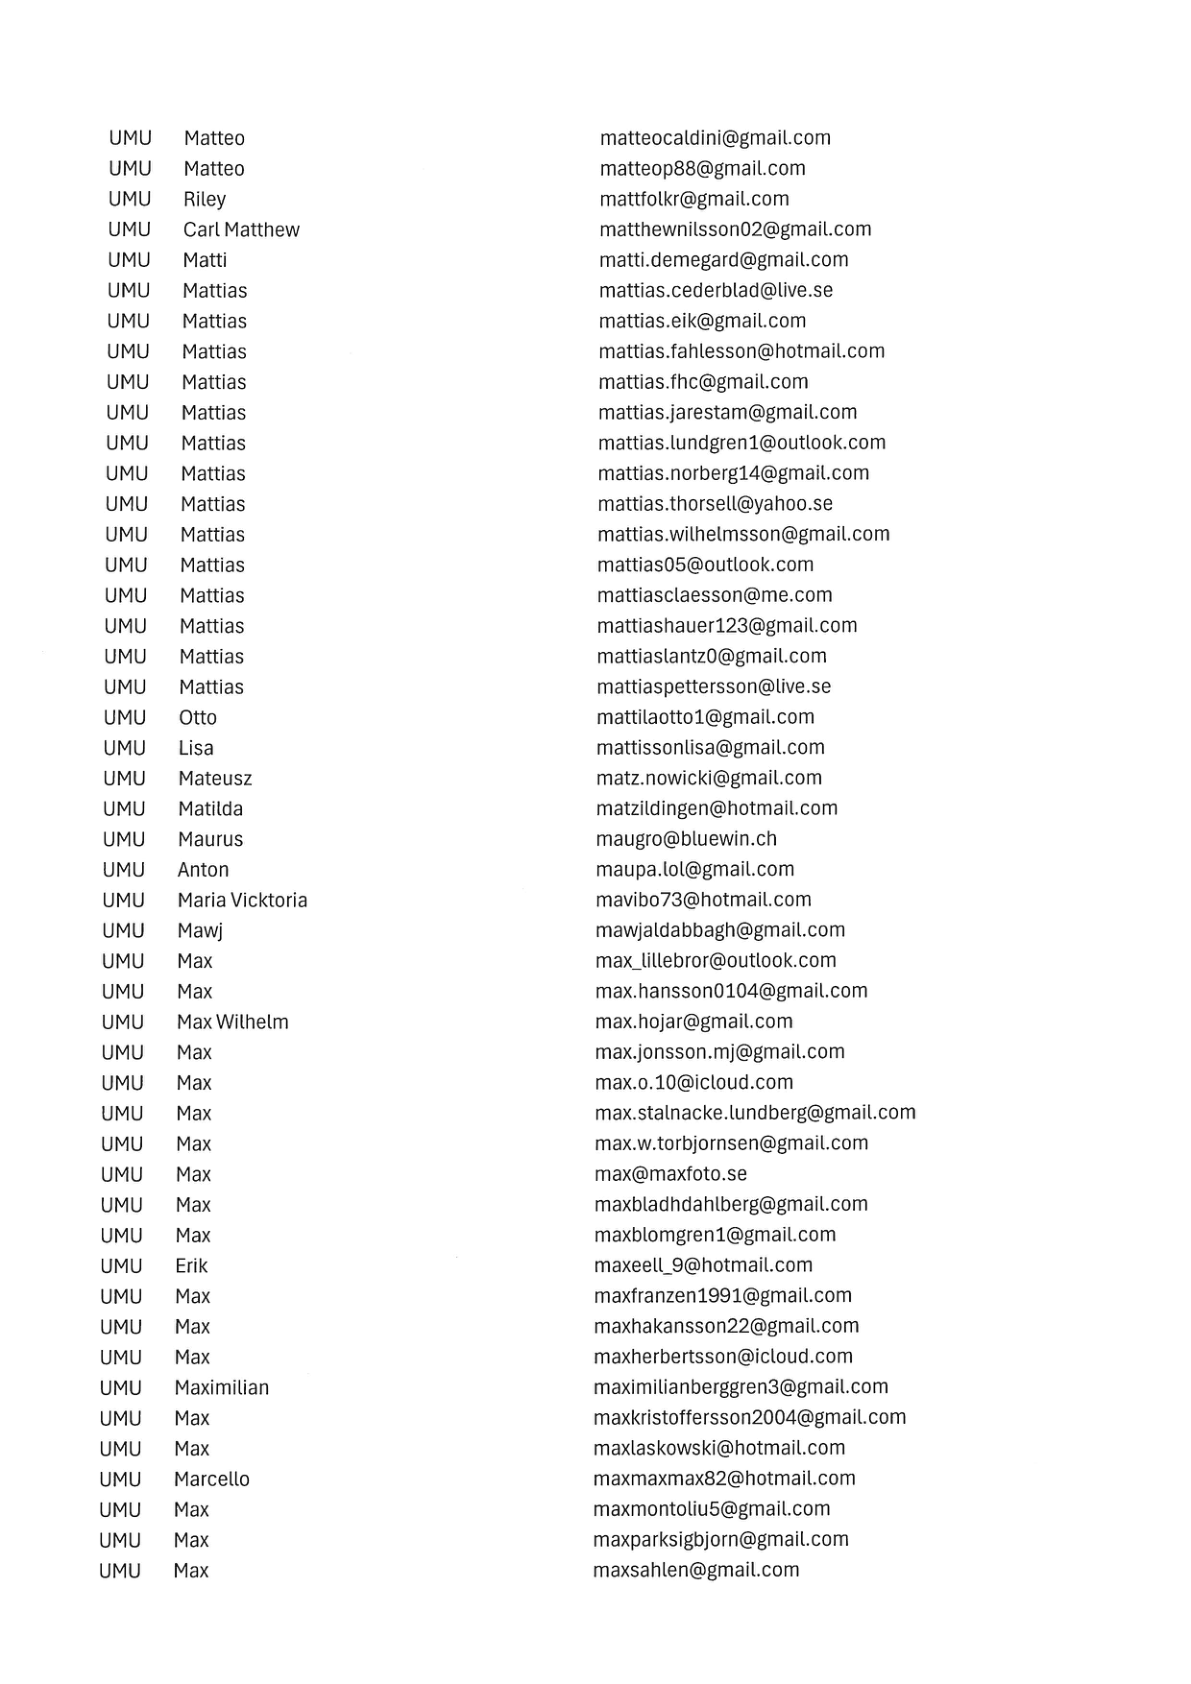 UMU Matteo matteocaldini@gmail.com
UMU Matteo matteop88@gmail.com
UMU Riley mattfolkr@gmail.com
UMU Carl Matthew matthewnilsson02@gmail.com
UMU Matti matti.demegard@gmail.com
UMU Mattias mattias.cederblad@live.se
UMU Mattias mattias.eik@gmail.com
UMU Mattias mattias.fahlesson@hotmail.com
UMU Mattias mattias.fhc@gmail.com
UMU Mattias mattias.jarestam@gmail.com
UMU Mattias mattias.lundgren1@outlook.com
UMU Mattias mattias.norberg14@gmail.com
UMU Mattias mattias.thorsell@yahoo.se
UMU Mattias mattias.wilhelmsson@gmail.com
UMU Mattias mattias05@outlook.com
UMU Mattias mattiasclaesson@me.com
UMU Mattias mattiashauer123@gmail.com
UMU Mattias mattiaslantz0@gmail.com
UMU Mattias mattiaspettersson@live.se
UMU Otto mattilaotto1@gmail.com
UMU Lisa mattissonlisa@gmail.com
UMU Mateusz matz.nowicki@gmail.com
UMU Matilda matzildingen@hotmail.com
UMU Maurus maugro@bluewin.ch
UMU Anton maupa.lol@gmail.com
UMU Maria Vicktoria mavibo73@hotmail.com
UMU Mawj mawjaldabbagh@gmail.com
UMU Max max_lillebror@outlook.com
UMU Max max.hansson0104@gmail.com
UMU Max Wilhelm max.hojar@gmail.com
UMU Max max.jonsson.mj@gmail.com
UMU Max max.o.10@icloud.com
UMU Max max.stalnacke.lundberg@gmail.com
UMU Max max.w.torbjornsen@gmail.com
UMU Max max@maxfoto.se
UMU Max maxbladhdahlberg@gmail.com
UMU Max maxblomgren1@gmail.com
UMU Erik maxeell_9@hotmail.com
UMU Max maxfranzen1991@gmail.com
UMU Max maxhakansson22@gmail.com
UMU Max maxherbertsson@icloud.com
UMU Maximilian maximilianberggren3@gmail.com
UMU Max maxkristoffersson2004@gmail.com
UMU Max maxlaskowski@hotmail.com
UMU Marcello maxmaxmax82@hotmail.com
UMU Max maxmontoliu5@gmail.com
UMU Max maxparksigbjorn@gmail.com
UMU Max maxsahlen@gmail.com